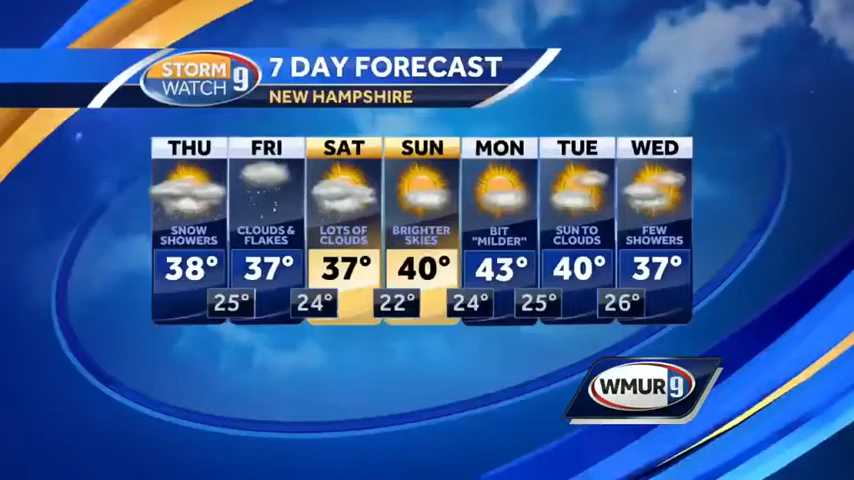 STORM
WATCH 9
7 DAY FORECAST
NEW HAMPSHIRE
THU FRI SAT SUN MON TUE WED
SNOW SHOWERS
CLOUDS & FLAKES
LOTS OF CLOUDS
BRIGHTER SKIES
BIT "MILDER"
SUN TO CLOUDS
FEW SHOWERS
38° 37° 37° 40° 43° 40° 37°
25° 24° 22° 24° 25° 26°
WMUR 9